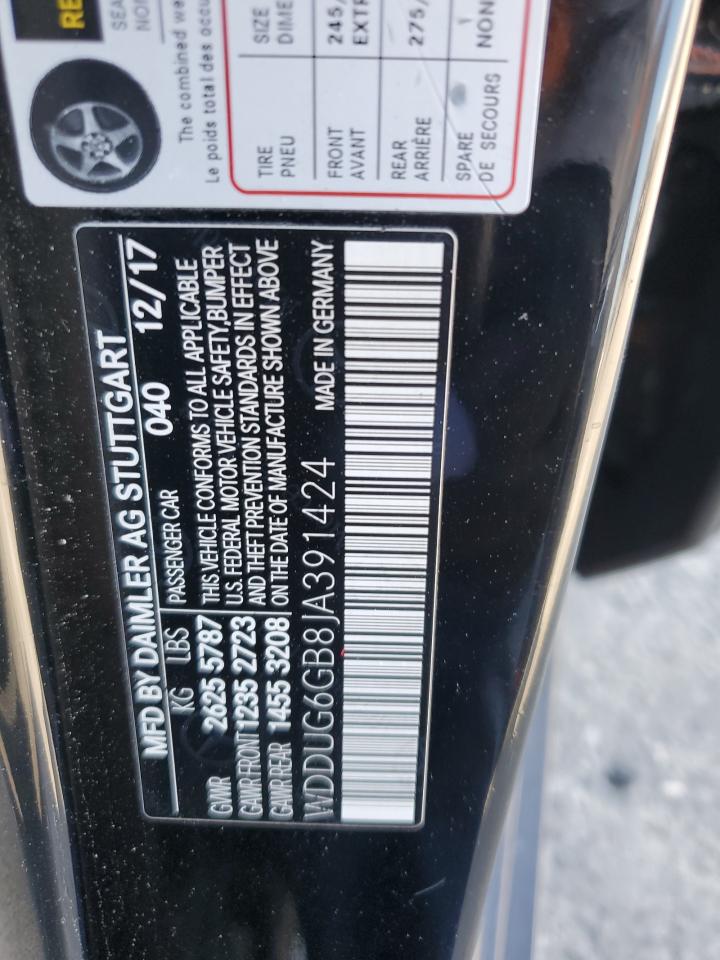 MFD BY DAIMLER AG STUTTGART
KG LBS 040 12/17
PASSENGER CAR
GVWR 2625 5787
GAWR FRONT 1235 2723
GAWR REAR 1455 3208
THIS VEHICLE CONFORMS TO ALL APPLICABLE
U.S. FEDERAL MOTOR VEHICLE SAFETY,BUMPER
AND THEFT PREVENTION STANDARDS IN EFFECT
ON THE DATE OF MANUFACTURE SHOWN ABOVE
WDDUG6GB8JA391424 MADE IN GERMANY
RE
SEA
The combined we
Le poids total des occu
TIRE SIZE
PNEU DIME
FRONT 245/
AVANT EXTR
REAR 275/
ARRIÈRE
SPARE NON
DE SECOURS